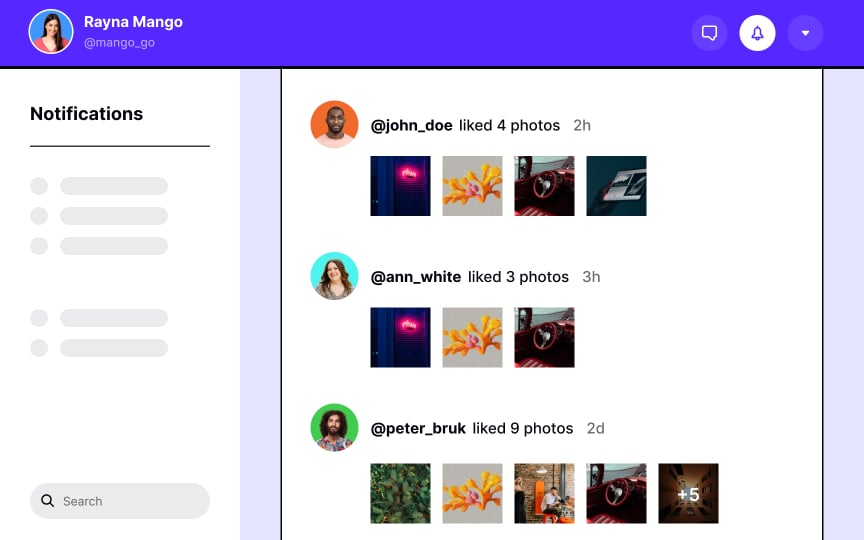 Rayna Mango
@mango_go
Notifications
@john_doe liked 4 photos 2h
@ann_white liked 3 photos 3h
@peter_bruk liked 9 photos 2d
+5
Search